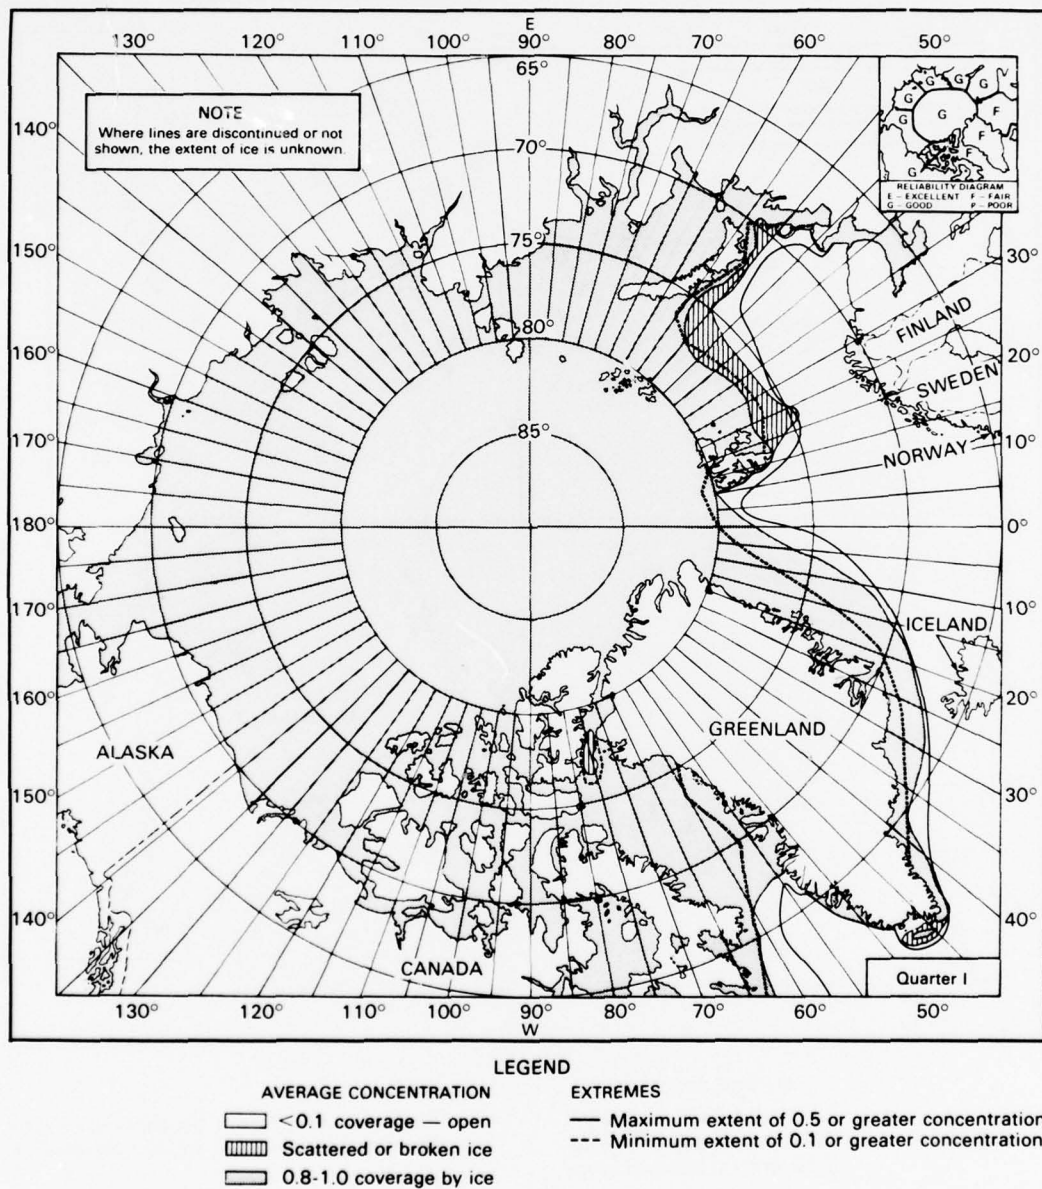 E
130° 120° 110° 100° 90° 80° 70° 60° 50°
65°
NOTE
Where lines are discontinued or not
shown, the extent of ice is unknown.
G G G G
G G F
F
F
G
RELIABILITY DIAGRAM
E – EXCELLENT F – FAIR
G – GOOD P – POOR
140°
70°
75°
150°
30°
80°
FINLAND
160°
20°
SWEDEN
85°
170°
10°
NORWAY
180°
0°
170°
10°
ICELAND
160°
20°
GREENLAND
ALASKA
150°
30°
140°
40°
CANADA
Quarter I
130° 120° 110° 100° 90° 80° 70° 60° 50°
W
LEGEND
AVERAGE CONCENTRATION
<0.1 coverage — open
Scattered or broken ice
0.8-1.0 coverage by ice
EXTREMES
Maximum extent of 0.5 or greater concentration
Minimum extent of 0.1 or greater concentration